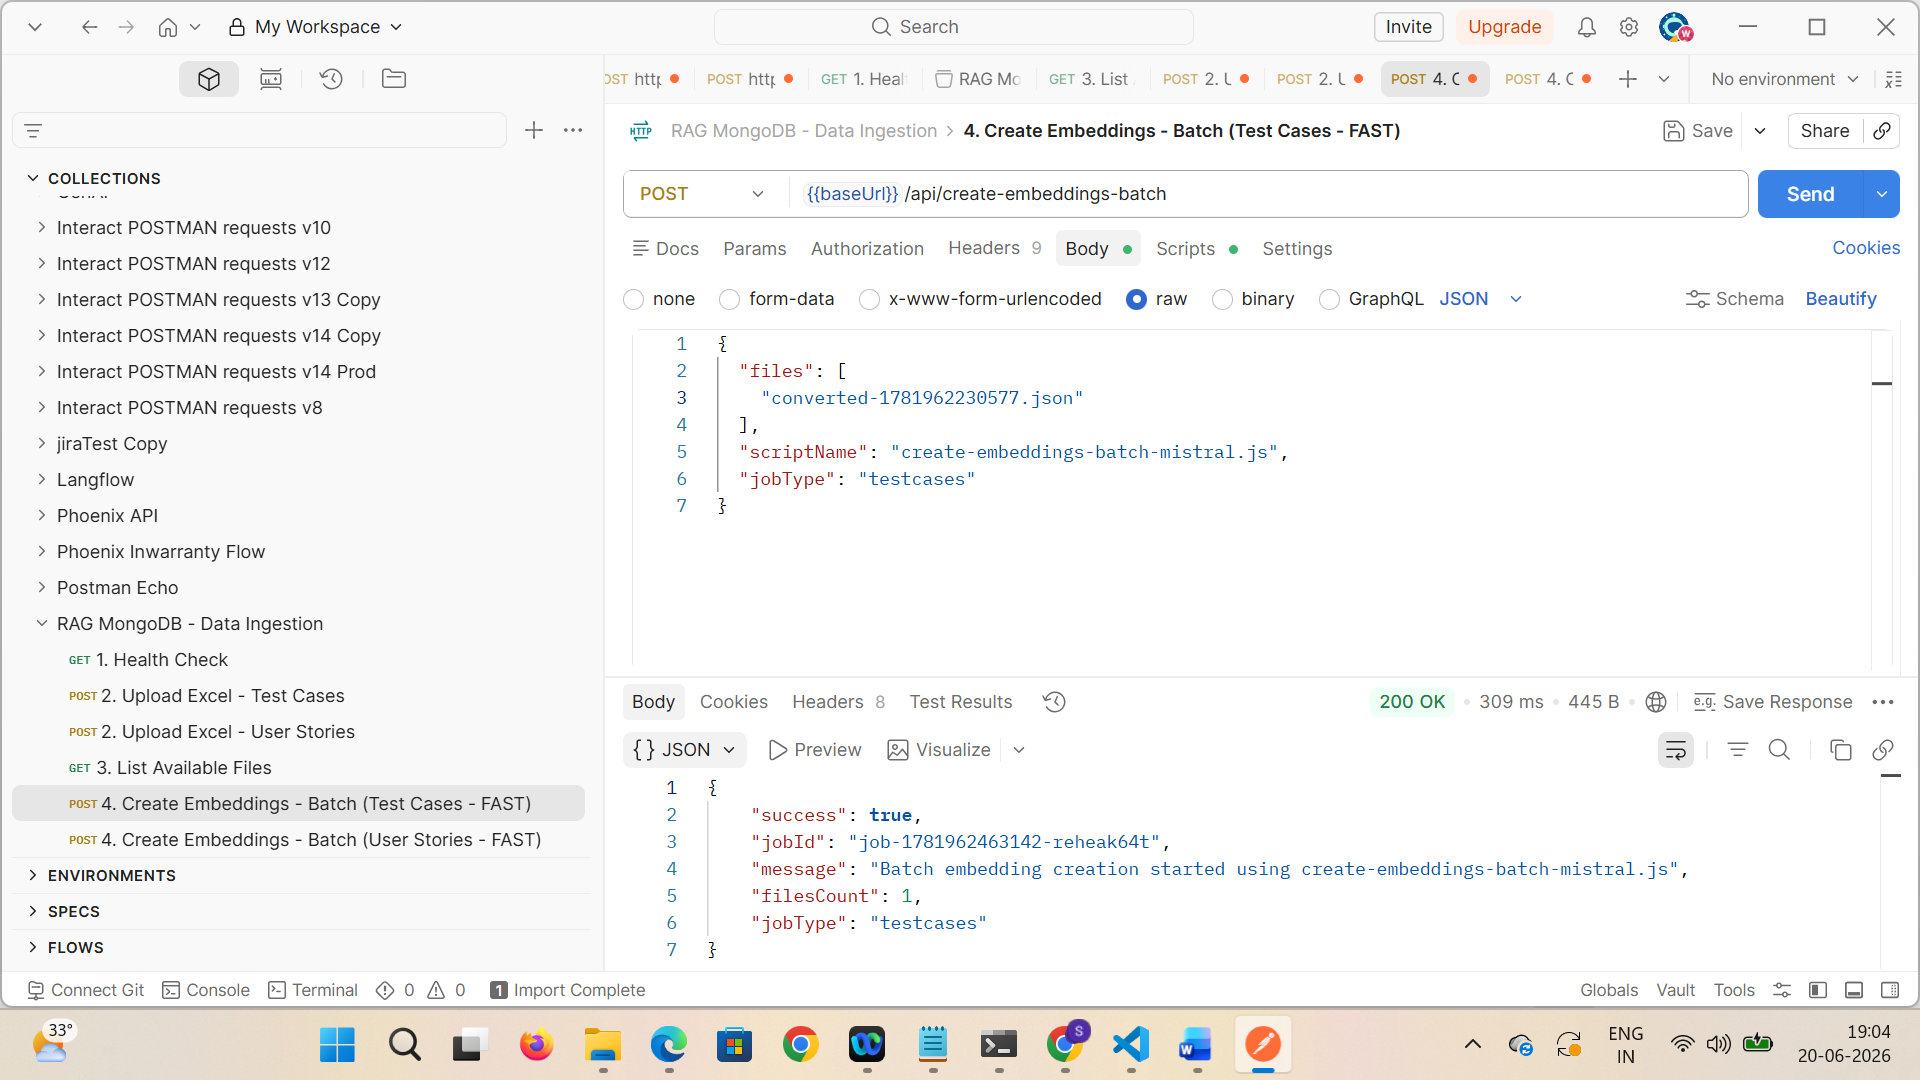 My Workspace
Search
Invite
Upgrade
W
POST
POST
GET 1. Heal
RAG Mo
GET 3. List
POST 2. U
POST 2. U
POST 4. C
POST 4. C
No environment
HTTP RAG MongoDB - Data Ingestion > 4. Create Embeddings - Batch (Test Cases - FAST)
Save
Share
COLLECTIONS
Interact POSTMAN requests v10
Interact POSTMAN requests v12
Interact POSTMAN requests v13 Copy
Interact POSTMAN requests v14 Copy
Interact POSTMAN requests v14 Prod
Interact POSTMAN requests v8
jiraTest Copy
Langflow
Phoenix API
Phoenix Inwarranty Flow
Postman Echo
RAG MongoDB - Data Ingestion
GET 1. Health Check
POST 2. Upload Excel - Test Cases
POST 2. Upload Excel - User Stories
GET 3. List Available Files
POST 4. Create Embeddings - Batch (Test Cases - FAST)
POST 4. Create Embeddings - Batch (User Stories - FAST)
ENVIRONMENTS
SPECS
FLOWS
POST
{{baseUrl}} /api/create-embeddings-batch
Send
Docs
Params
Authorization
Headers 9
Body
Scripts
Settings
Cookies
none
form-data
x-www-form-urlencoded
raw
binary
GraphQL
JSON
Schema
Beautify
1 {
2 "files": [
3 "converted-1781962230577.json"
4 ],
5 "scriptName": "create-embeddings-batch-mistral.js",
6 "jobType": "testcases"
7 }
Body
Cookies
Headers 8
Test Results
200 OK
309 ms
445 B
e.g. Save Response
{} JSON
Preview
Visualize
1 {
2 "success": true,
3 "jobId": "job-1781962463142-reheak64t",
4 "message": "Batch embedding creation started using create-embeddings-batch-mistral.js",
5 "filesCount": 1,
6 "jobType": "testcases"
7 }
Connect Git
Console
Terminal
0
0
1 Import Complete
Globals
Vault
Tools
33°
S
W
ENG
IN
19:04
20-06-2026